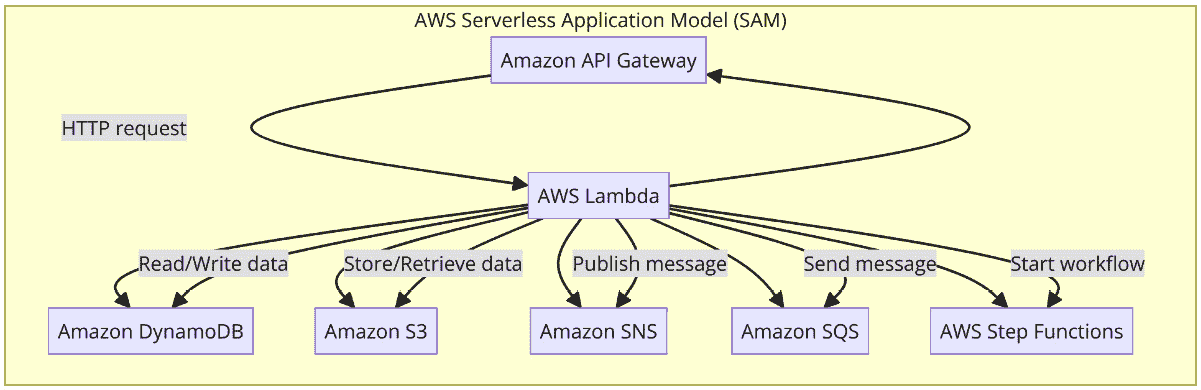 AWS Serverless Application Model (SAM)
Amazon API Gateway
HTTP request
AWS Lambda
Read/Write data
Store/Retrieve data
Publish message
Send message
Start workflow
Amazon DynamoDB
Amazon S3
Amazon SNS
Amazon SQS
AWS Step Functions